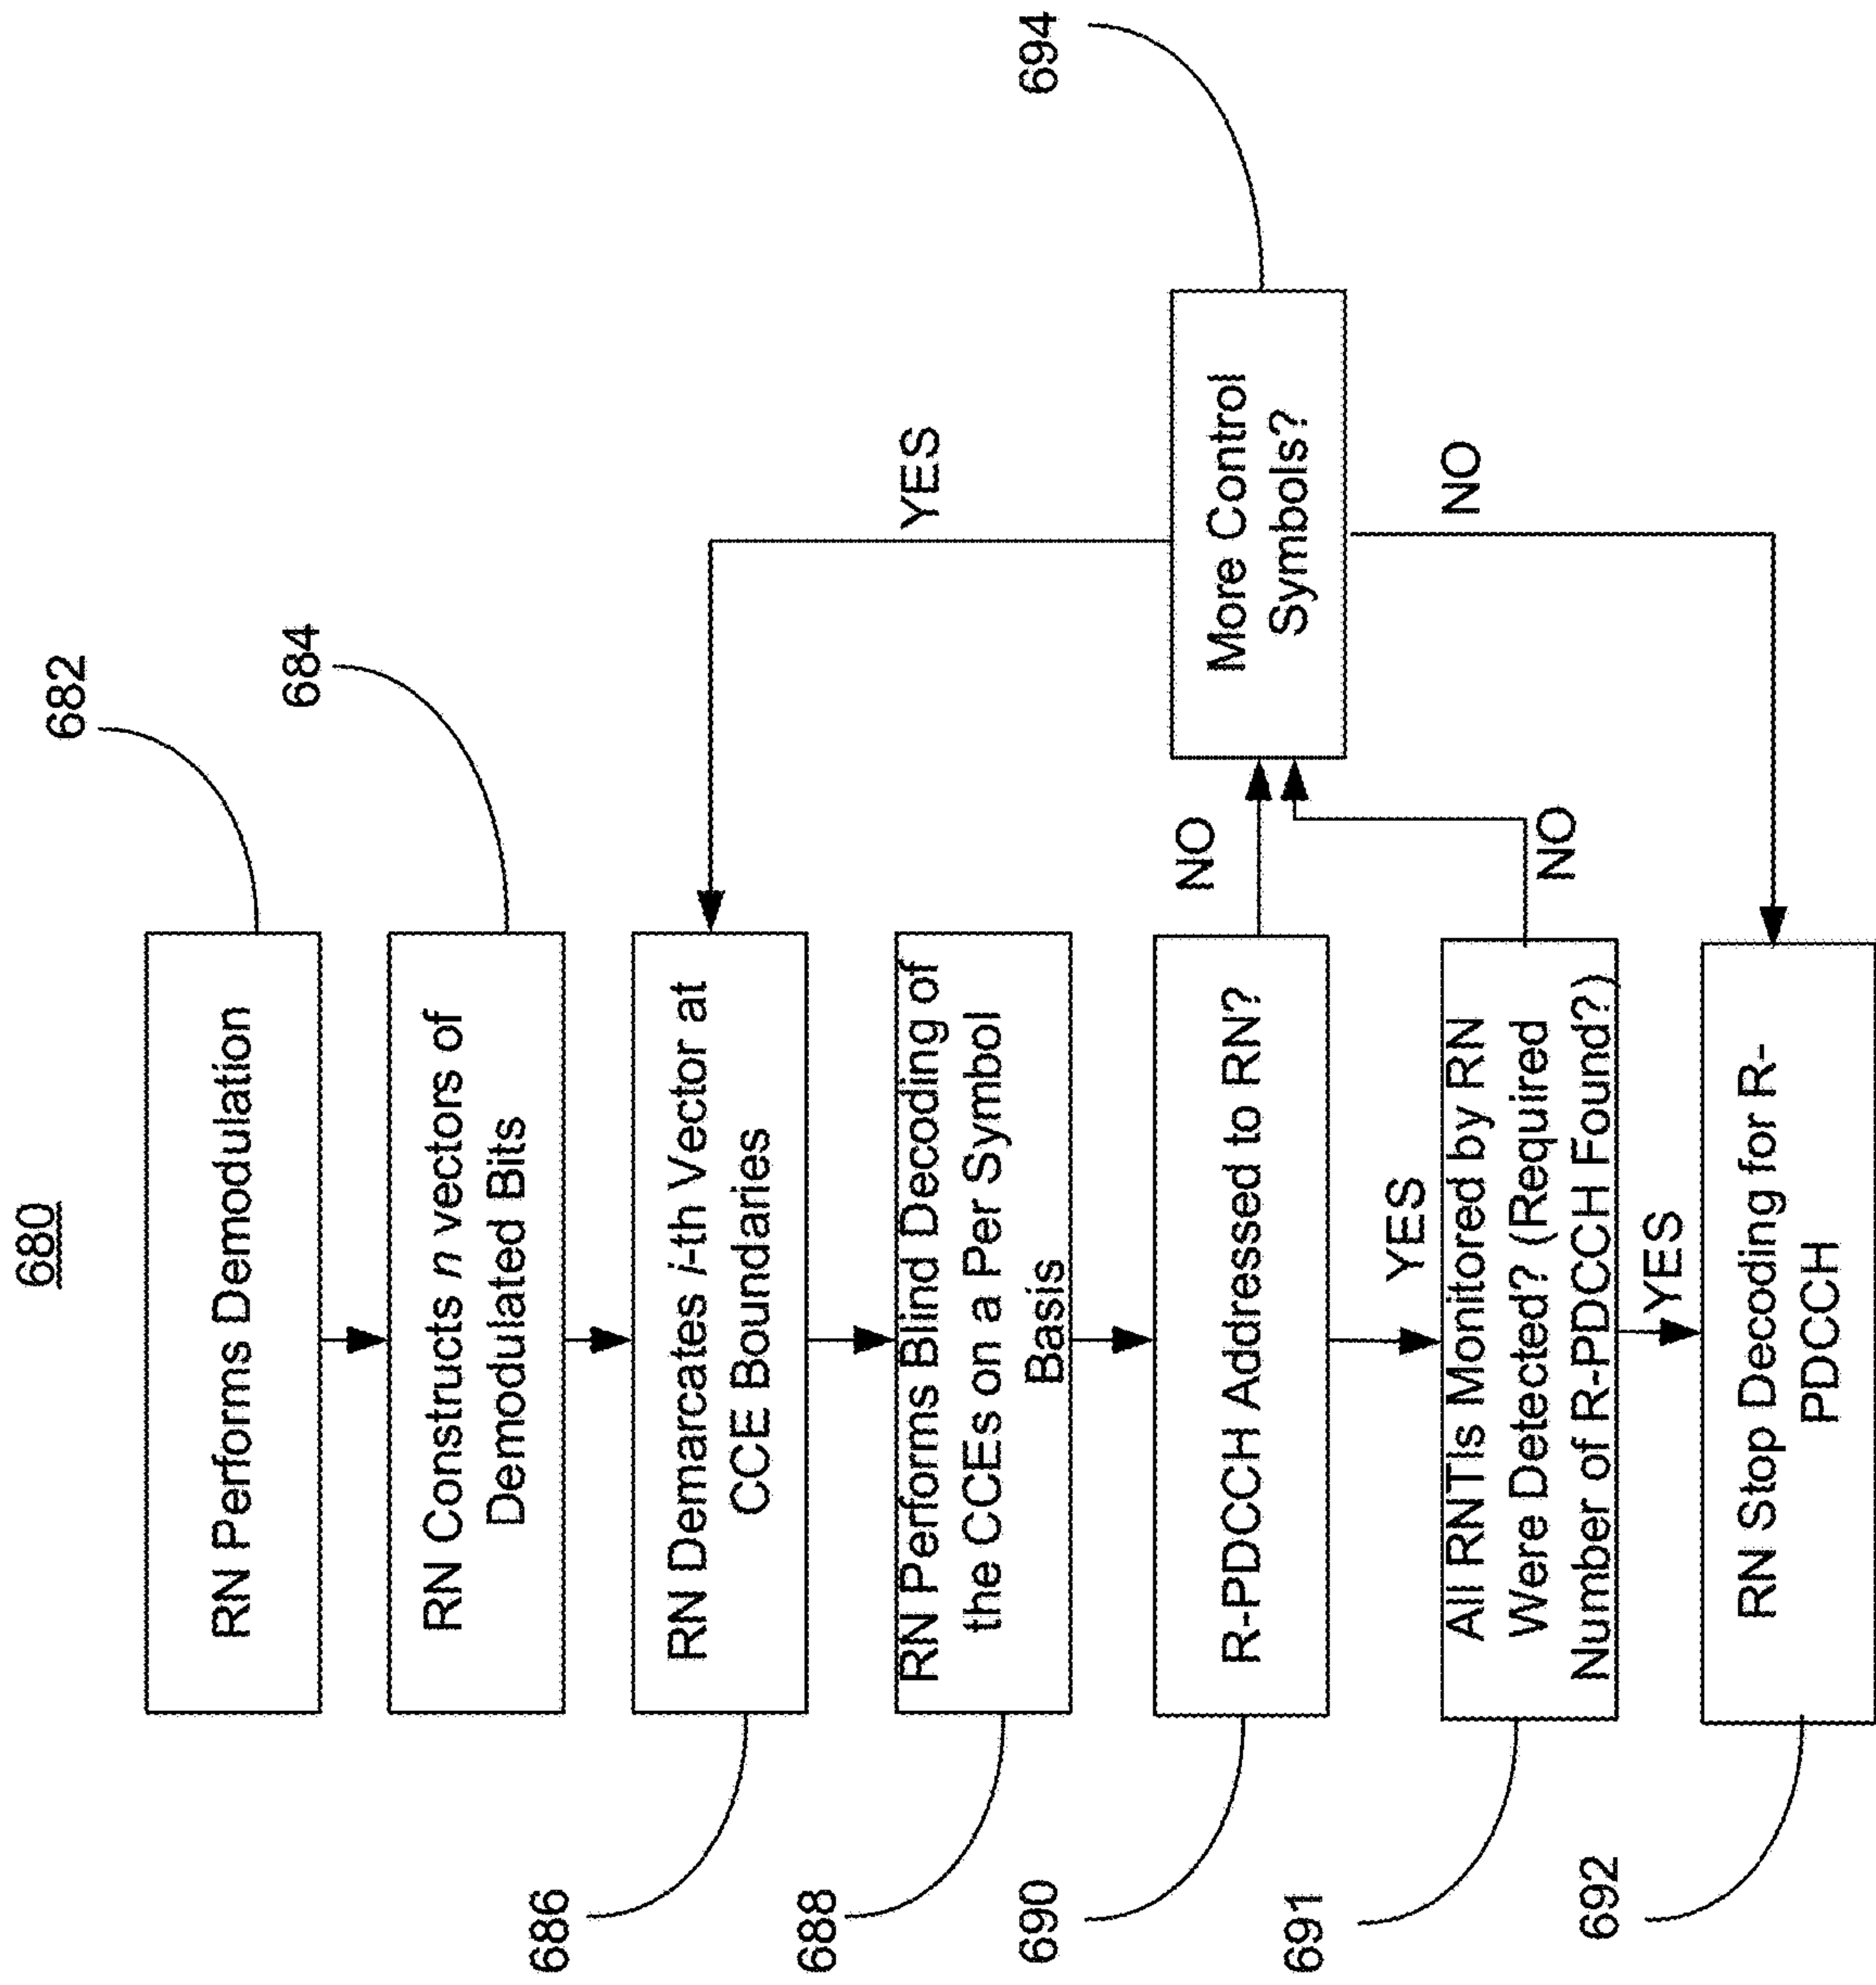 680
682
RN Performs Demodulation
684
RN Constructs n vectors of
Demodulated Bits
686
RN Demarcates i-th Vector at
CCE Boundaries
YES
688
RN Performs Blind Decoding of
the CCEs on a Per Symbol
Basis
690
R-PDCCH Addressed to RN?
NO
More Control
Symbols?
694
YES
691
All RNTIs Monitored by RN
Were Detected? (Required
Number of R-PDCCH Found?)
NO
NO
YES
692
RN Stop Decoding for R-
PDCCH